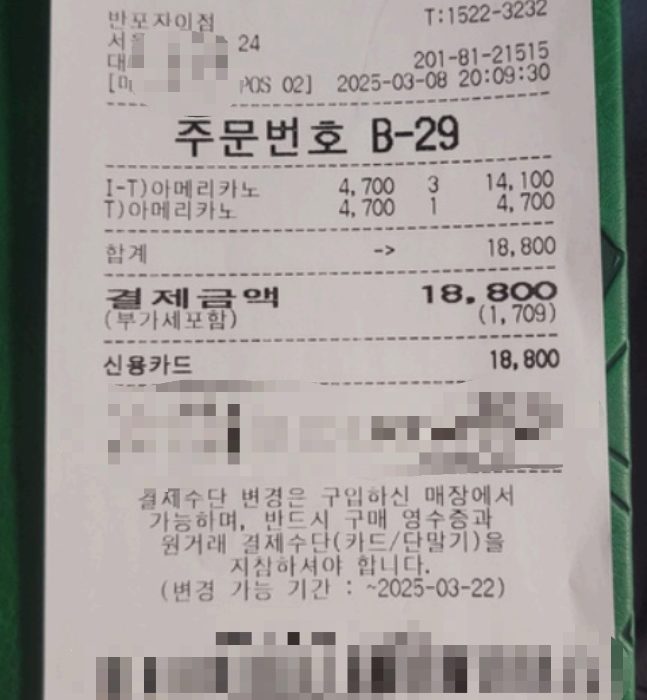 반포자이점 T:1522-3232
서울 24
대 201-81-21515
POS 02] 2025-03-08 20:09:30
주문번호 B-29
I-T)아메리카노 4,700 3 14,100
T)아메리카노 4,700 1 4,700
합계 -> 18,800
결제금액 18,800
(부가세포함) (1,709)
신용카드 18,800
결제수단 변경은 구입하신 매장에서
가능하며, 반드시 구매 영수증과
원거래 결제수단(카드/단말기)을
지참하셔야 합니다.
(변경 가능 기간 : ~2025-03-22)